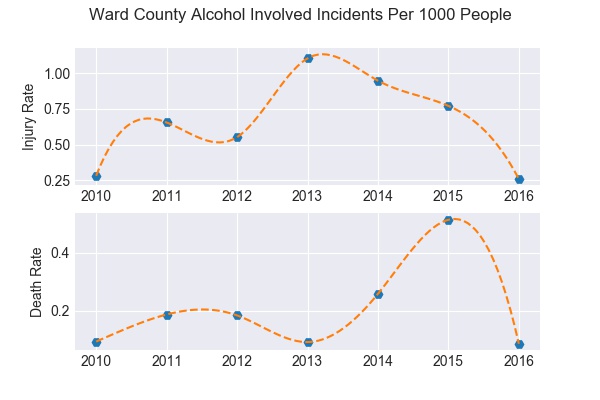 Ward County Alcohol Involved Incidents Per 1000 People
Injury Rate
1.00
0.75
0.50
0.25
2010 2011 2012 2013 2014 2015 2016
Death Rate
0.4
0.2
2010 2011 2012 2013 2014 2015 2016